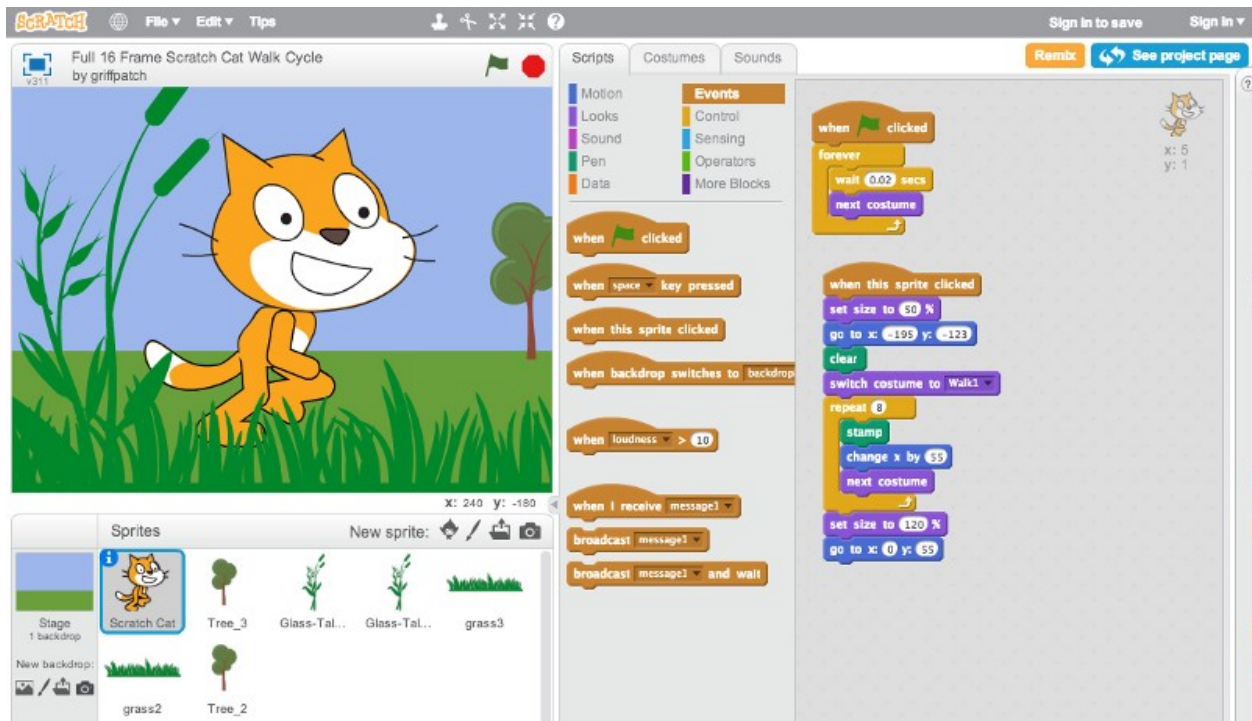 SCRATCH File Edit Tips Sign in to save Sign in
v311
Full 16 Frame Scratch Cat Walk Cycle
by griffpatch
x: 240 y: -180
Sprites New sprite:
Stage
1 backdrop
New backdrop:
Scratch Cat
Tree_3
Glass-Tal...
Glass-Tal...
grass3
grass2
Tree_2
Scripts Costumes Sounds
Motion Events
Looks Control
Sound Sensing
Pen Operators
Data More Blocks
when clicked
when space key pressed
when this sprite clicked
when backdrop switches to backdrop
when loudness > 10
when I receive message1
broadcast message1
broadcast message1 and wait
Remix See project page
x: 5
y: 1
when clicked
forever
wait 0.02 secs
next costume
when this sprite clicked
set size to 50 %
go to x: -195 y: -123
clear
switch costume to Walk1
repeat 8
stamp
change x by 55
next costume
set size to 120 %
go to x: 0 y: 55